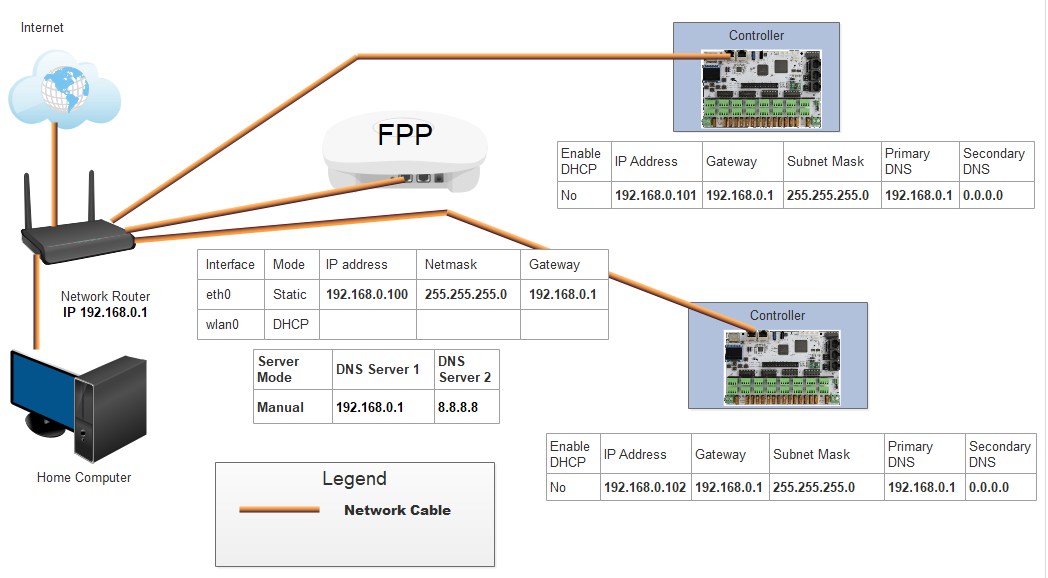 Internet
Controller
FPP
Enable DHCP | IP Address | Gateway | Subnet Mask | Primary DNS | Secondary DNS
No | 192.168.0.101 | 192.168.0.1 | 255.255.255.0 | 192.168.0.1 | 0.0.0.0
Interface | Mode | IP address | Netmask | Gateway
eth0 | Static | 192.168.0.100 | 255.255.255.0 | 192.168.0.1
wlan0 | DHCP
Network Router
IP 192.168.0.1
Controller
Server Mode | DNS Server 1 | DNS Server 2
Manual | 192.168.0.1 | 8.8.8.8
Home Computer
Enable DHCP | IP Address | Gateway | Subnet Mask | Primary DNS | Secondary DNS
No | 192.168.0.102 | 192.168.0.1 | 255.255.255.0 | 192.168.0.1 | 0.0.0.0
Legend
Network Cable